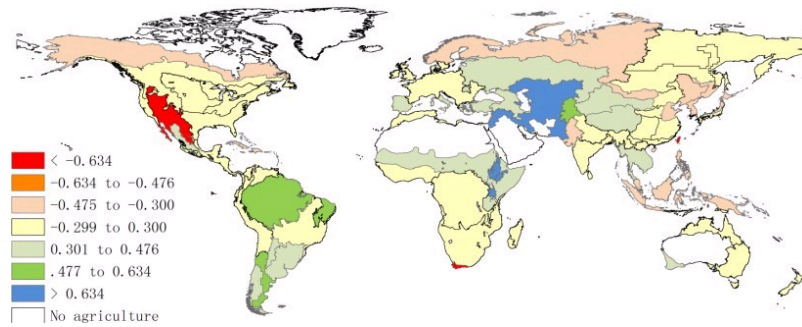 < -0.634
-0.634 to -0.476
-0.475 to -0.300
-0.299 to 0.300
0.301 to 0.476
.477 to 0.634
> 0.634
No agriculture